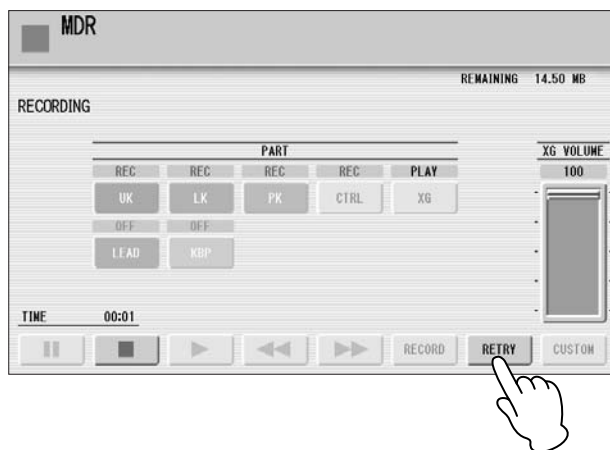 MDR
REMAINING 14.50 MB
RECORDING
PART
XG VOLUME
REC REC REC REC PLAY
100
UK LK PK CTRL XG
OFF OFF
LEAD KBP
TIME 00:01
RECORD RETRY CUSTOM